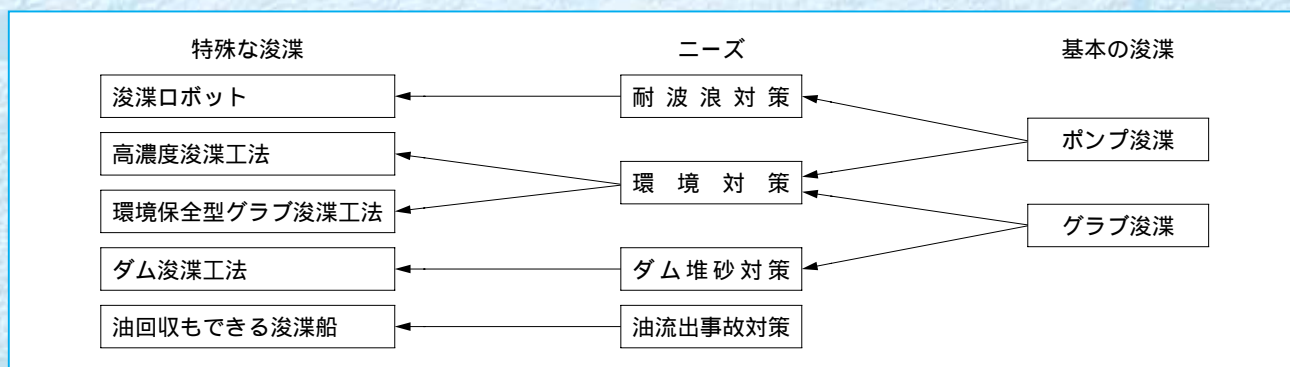 特殊な浚渫
ニーズ
基本の浚渫
浚渫ロボット
耐波浪対策
ポンプ浚渫
高濃度浚渫工法
環境対策
環境保全型グラブ浚渫工法
グラブ浚渫
ダム浚渫工法
ダム堆砂対策
油回収もできる浚渫船
油流出事故対策